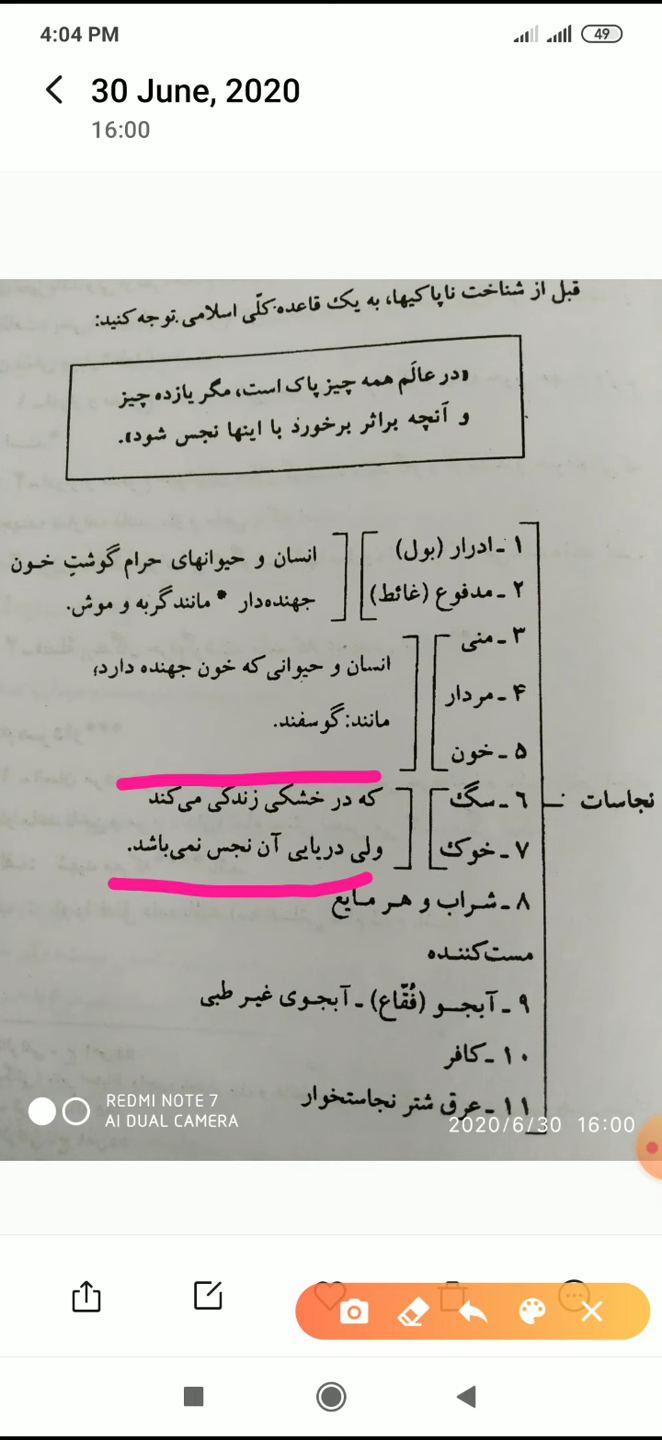 4:04 PM
49
30 June, 2020
16:00
قبل از شناخت ناپاکیها، به یک قاعده کلّی اسلامی توجه کنید:
«در عالَم همه چیز پاک است، مگر یازده چیز
و آنچه براثر برخورد با اینها نجس شود».
نجاسات
۱ ـ ادرار (بول)
۲ ـ مدفوع (غائط)
انسان و حیوانهای حرام گوشتِ خون
جهنده‌دار * مانند گربه و موش.
۳ ـ منی
۴ ـ مردار
۵ ـ خون
انسان و حیوانی که خون جهنده دارد،
مانند: گوسفند.
۶ ـ سگ
۷ ـ خوک
که در خشکی زندگی می‌کند
ولی دریایی آن نجس نمی‌باشد.
۸ ـ شراب و هر مایع
مست‌کننده
۹ ـ آبجو (فُقّاع) ـ آبجوی غیر طبی
۱۰ ـ کافر
۱۱ ـ عرق شتر نجاستخوار
REDMI NOTE 7
AI DUAL CAMERA
2020/6/30 16:00